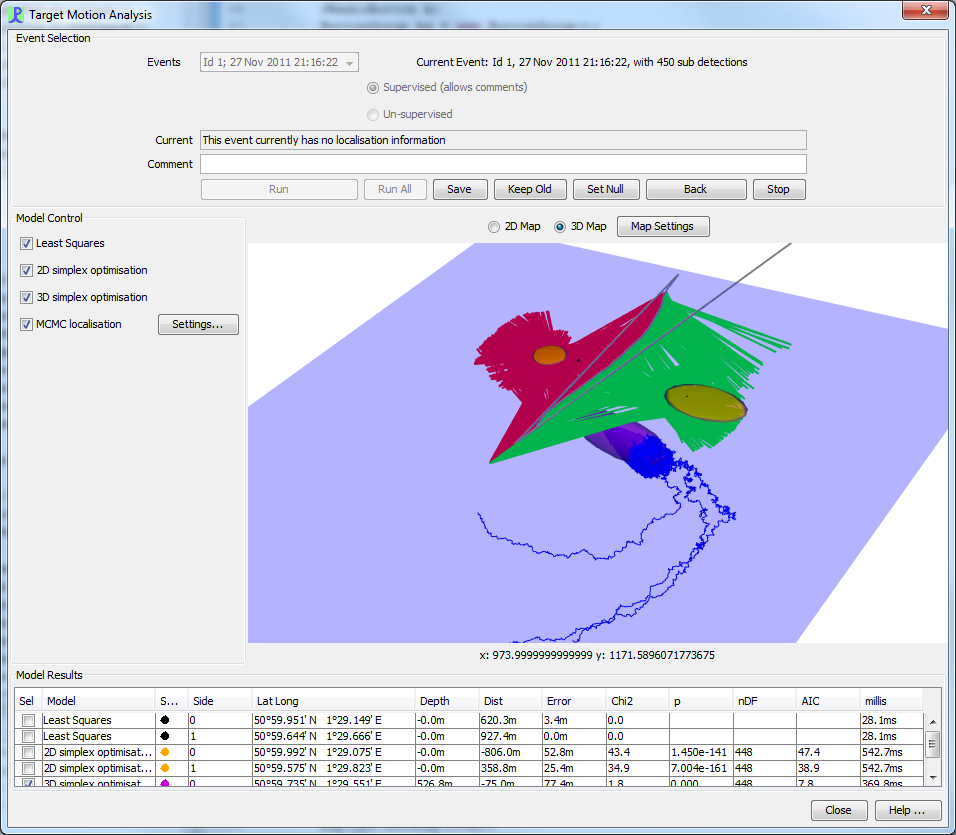 Target Motion Analysis
Event Selection
Events Id 1; 27 Nov 2011 21:16:22 Current Event: Id 1, 27 Nov 2011 21:16:22, with 450 sub detections
Supervised (allows comments)
Un-supervised
Current This event currently has no localisation information
Comment
Run Run All Save Keep Old Set Null Back Stop
Model Control
2D Map 3D Map Map Settings
Least Squares
2D simplex optimisation
3D simplex optimisation
MCMC localisation Settings...
x: 973.9999999999999 y: 1171.5896071773675
Model Results
Sel Model S... Side Lat Long Depth Dist Error Chi2 p nDF AIC millis
Least Squares 0 50°59.951' N 1°29.149' E -0.0m 620.3m 3.4m 0.0 28.1ms
Least Squares 1 50°59.644' N 1°29.666' E -0.0m 927.4m 0.0m 0.0 28.1ms
2D simplex optimisat... 0 50°59.992' N 1°29.075' E -0.0m -806.0m 52.8m 43.4 1.450e-141 448 47.4 542.7ms
2D simplex optimisat... 1 50°59.575' N 1°29.823' E -0.0m 358.8m 25.4m 34.9 7.004e-161 448 38.9 542.7ms
3D simplex optimisat... 0 50°59.735' N 1°29.551' E 526.8m -75.0m 77.4m 1.8 0.000 448 7.8 369.8ms
Close Help ...